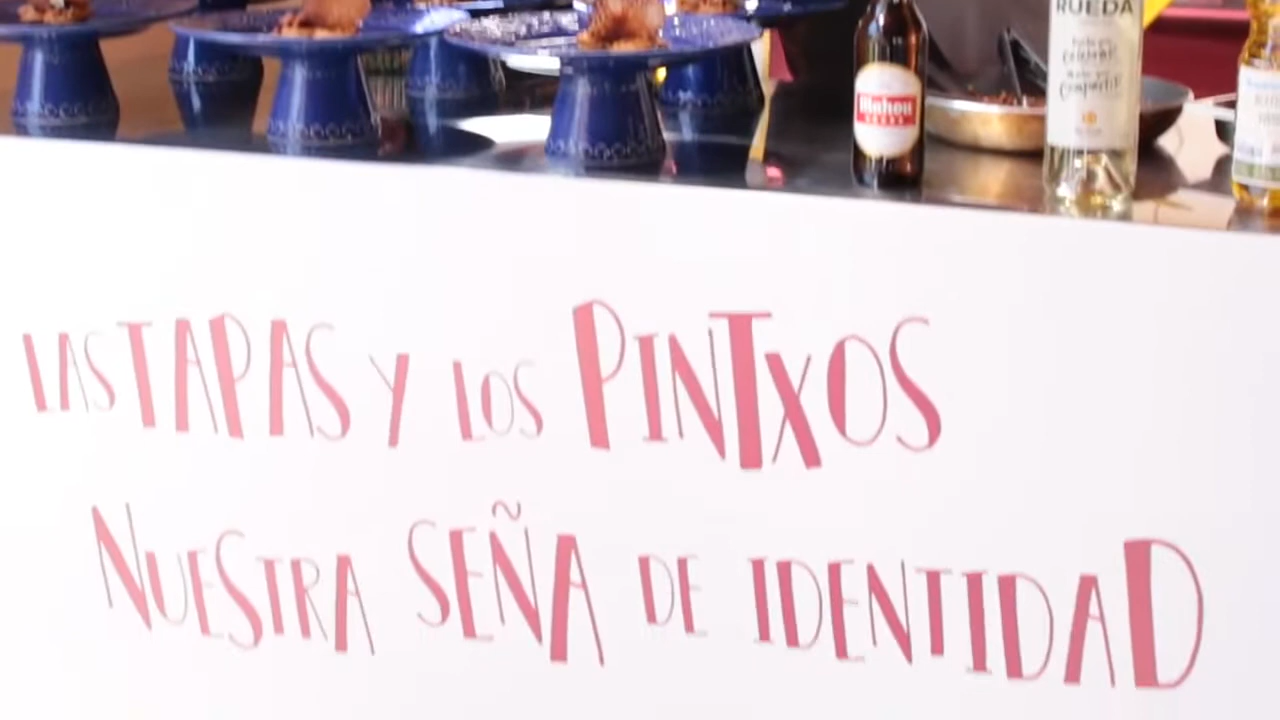 RUEDA
Mahou
LAS TAPAS Y LOS PINTXOS
NUESTRA SEÑA DE IDENTIDAD